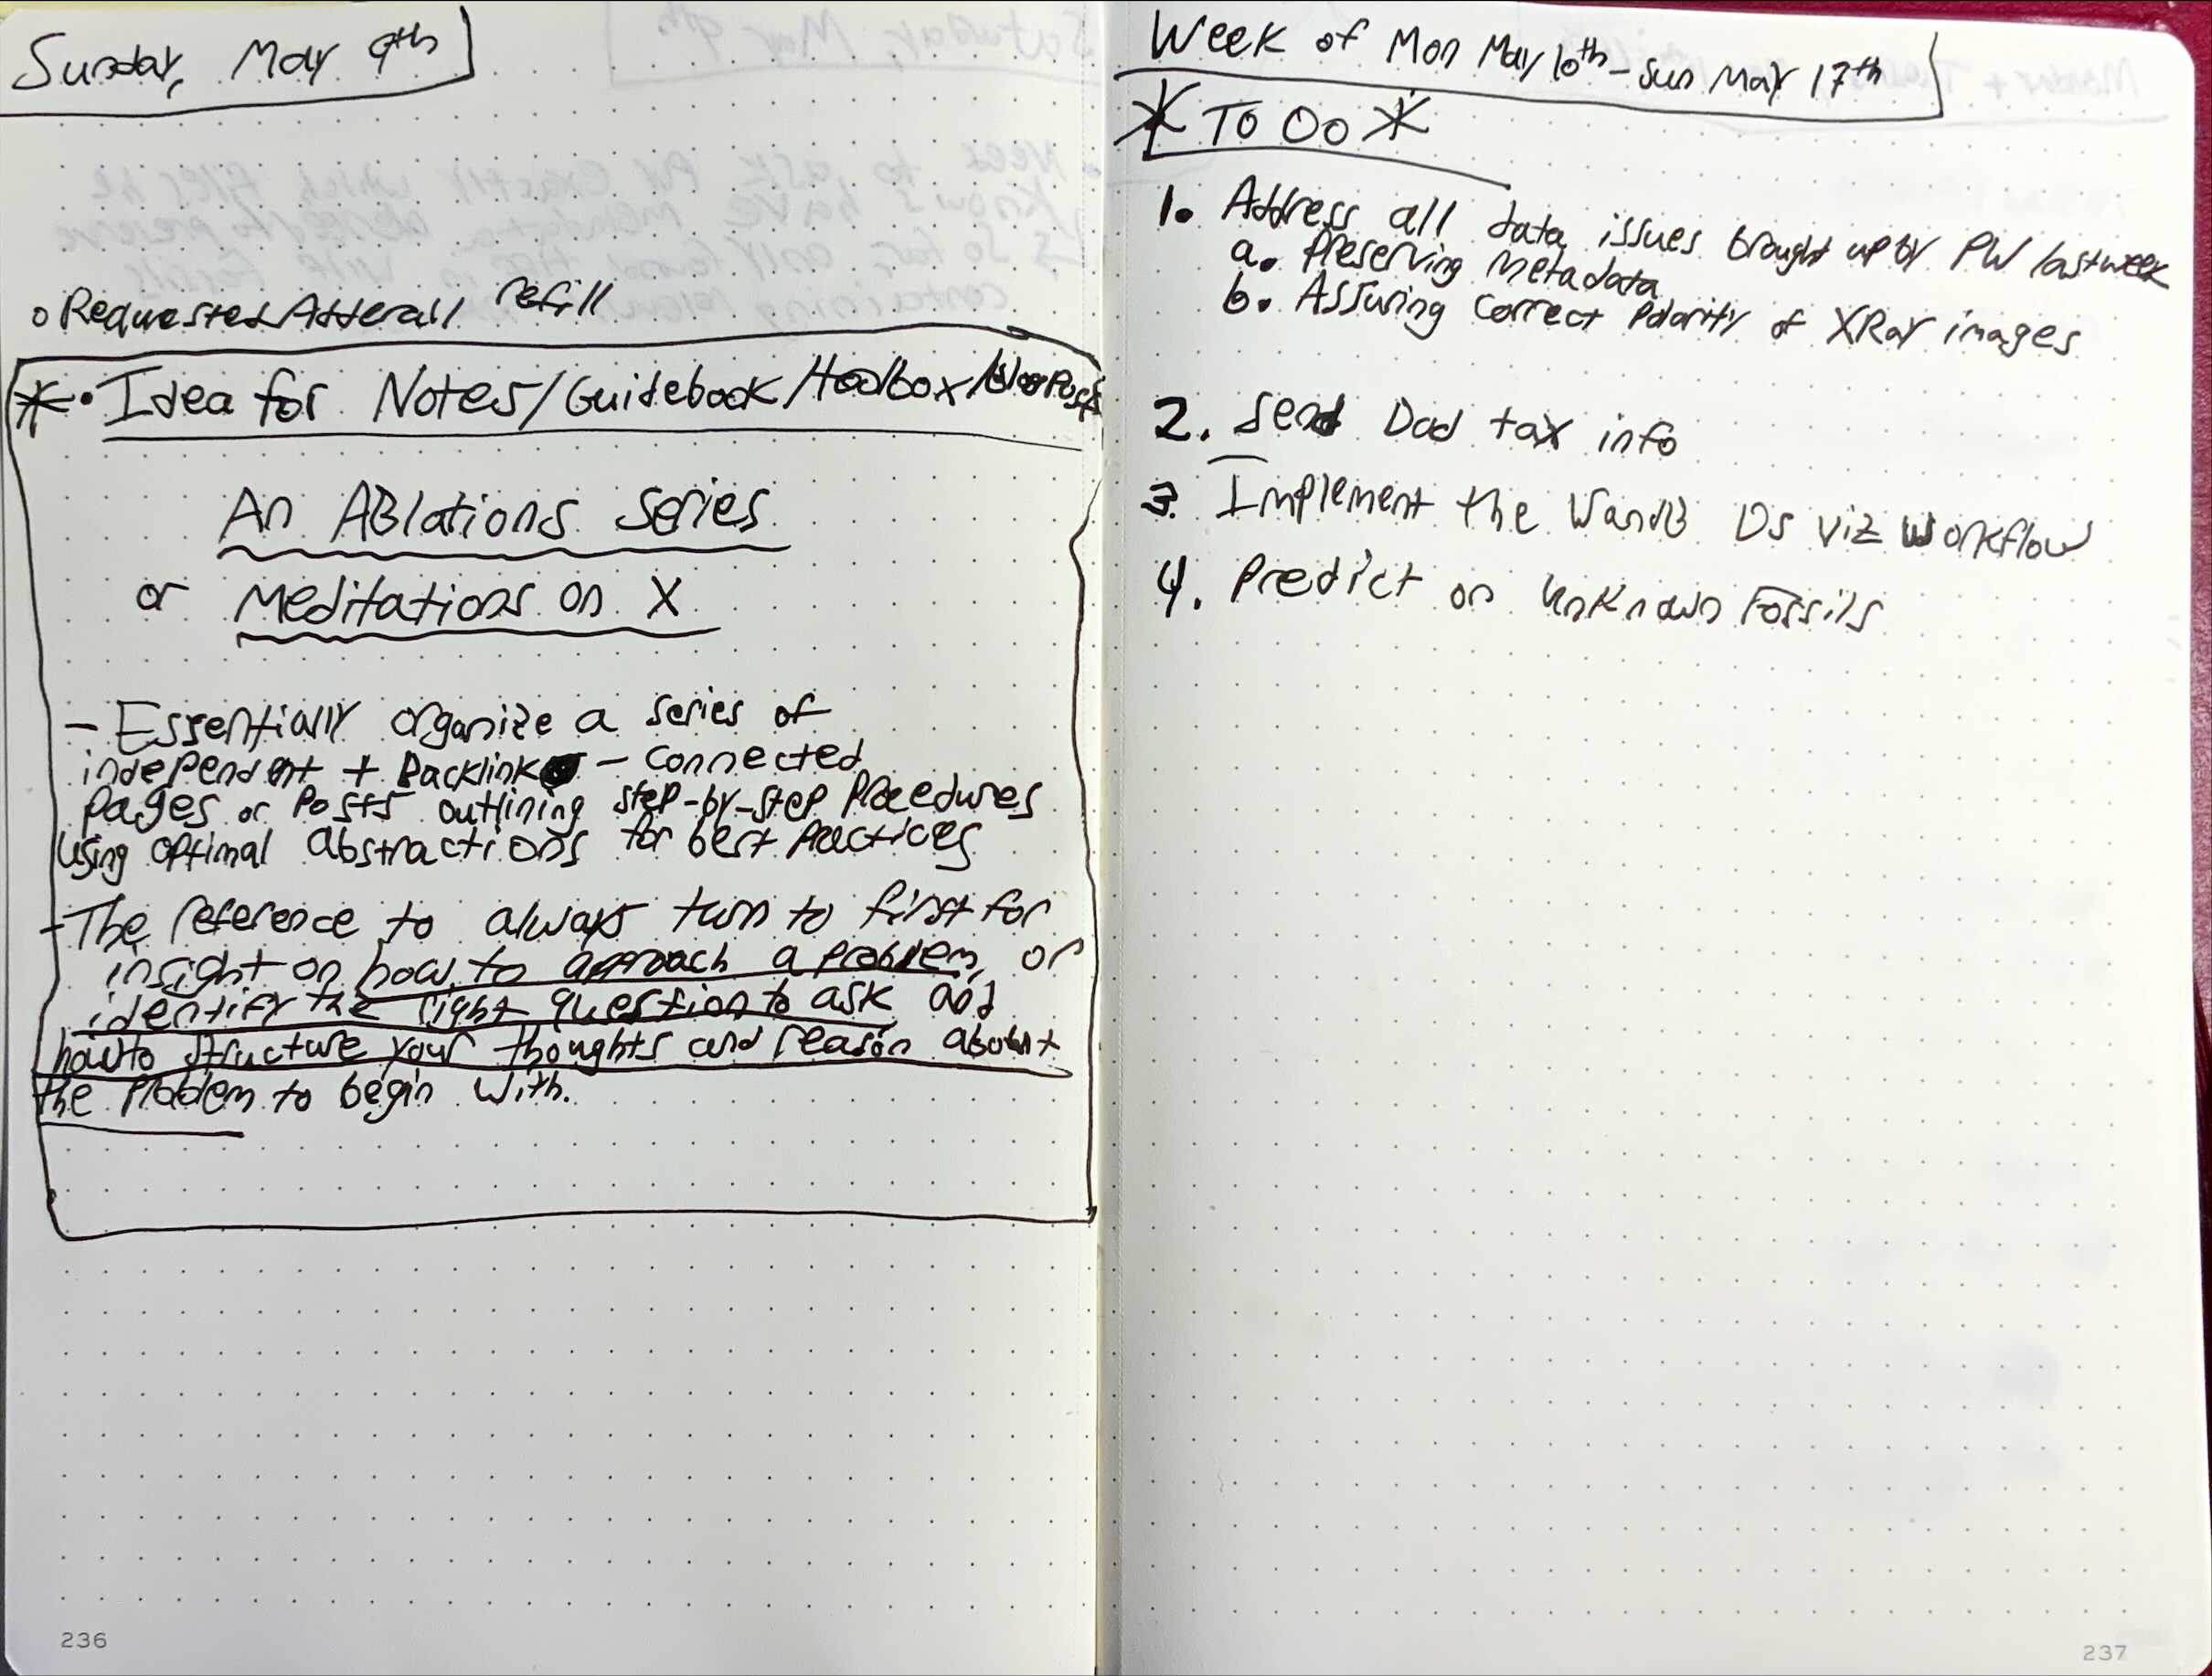 Sunday, May 9th
o Requested Adderall refill
* • Idea for Notes/Guidebook/Toolbox/Blog Posts
An ABlations series
or Meditations on X
- Essentially organize a series of
independent + Backlink - connected
pages or posts outlining step-by-step procedures
using optimal abstractions for best practices
- The reference to always turn to first for
insight on how to approach a problem, or
identify the right question to ask and
how to structure your thoughts and reason about
the problem to begin with.
236
Week of Mon May 10th - Sun May 17th
* To Do *
1. Address all data issues brought up by PW last week
a. Preserving Metadata
b. Assuring correct Polarity of XRay images
2. Send Dad tax info
3. Implement the WandB Ds viz workflow
4. Predict on Unknown Fossils
237